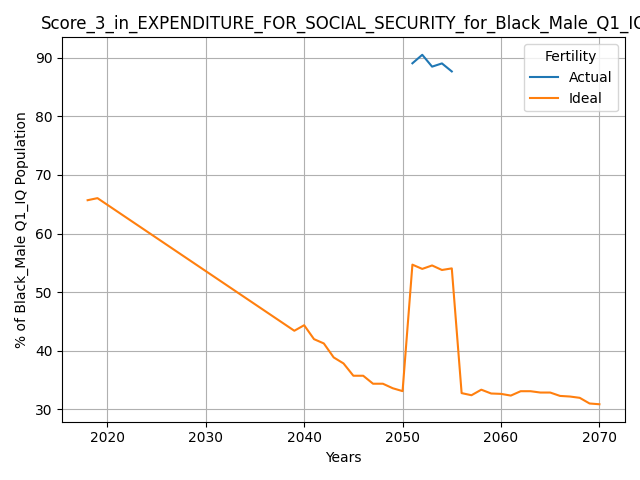 Score_3_in_EXPENDITURE_FOR_SOCIAL_SECURITY_for_Black_Male_Q1_IQ
Fertility
Actual
Ideal
% of Black_Male Q1_IQ Population
90
80
70
60
50
40
30
2020 2030 2040 2050 2060 2070
Years